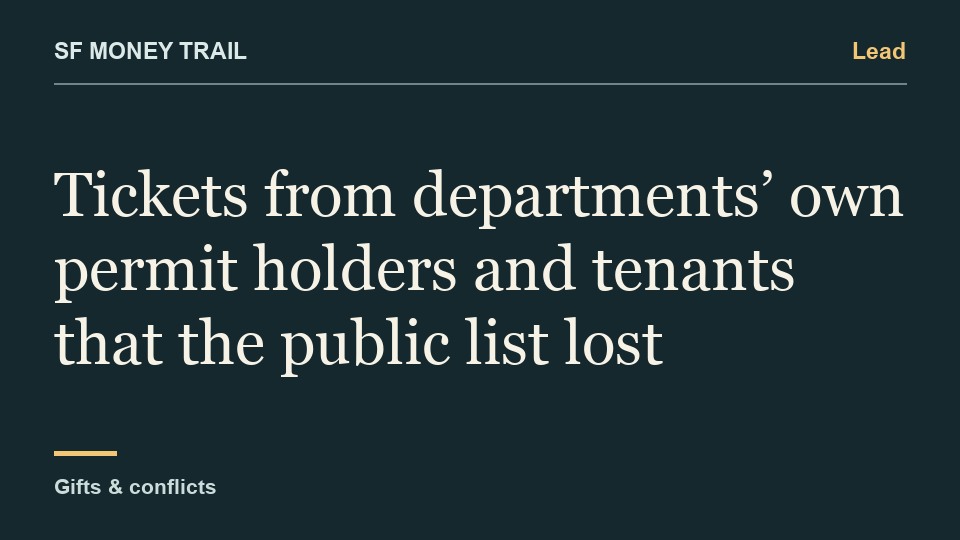 SF MONEY TRAIL
Lead
Tickets from departments’ own
permit holders and tenants
that the public list lost
Gifts & conflicts